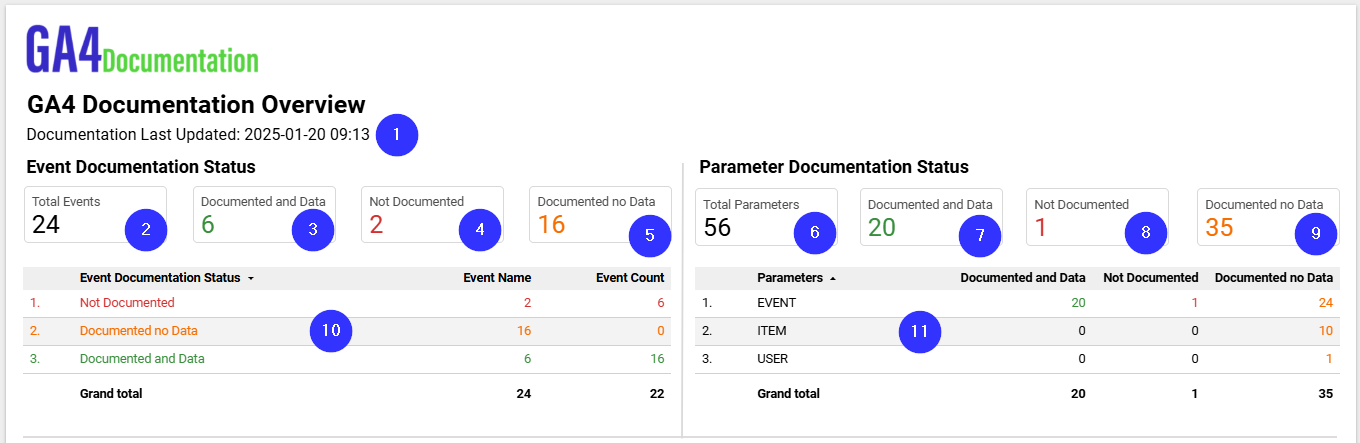 GA4Documentation
GA4 Documentation Overview
Documentation Last Updated: 2025-01-20 09:13 1
Event Documentation Status
Total Events
24 2
Documented and Data
6 3
Not Documented
2 4
Documented no Data
16 5
Event Documentation Status Event Name Event Count
1. Not Documented 2 6
2. Documented no Data 10 16 0
3. Documented and Data 6 16
Grand total 24 22
Parameter Documentation Status
Total Parameters
56 6
Documented and Data
20 7
Not Documented
1 8
Documented no Data
35 9
Parameters Documented and Data Not Documented Documented no Data
1. EVENT 20 1 24
2. ITEM 11 0 0 10
3. USER 0 0 1
Grand total 20 1 35